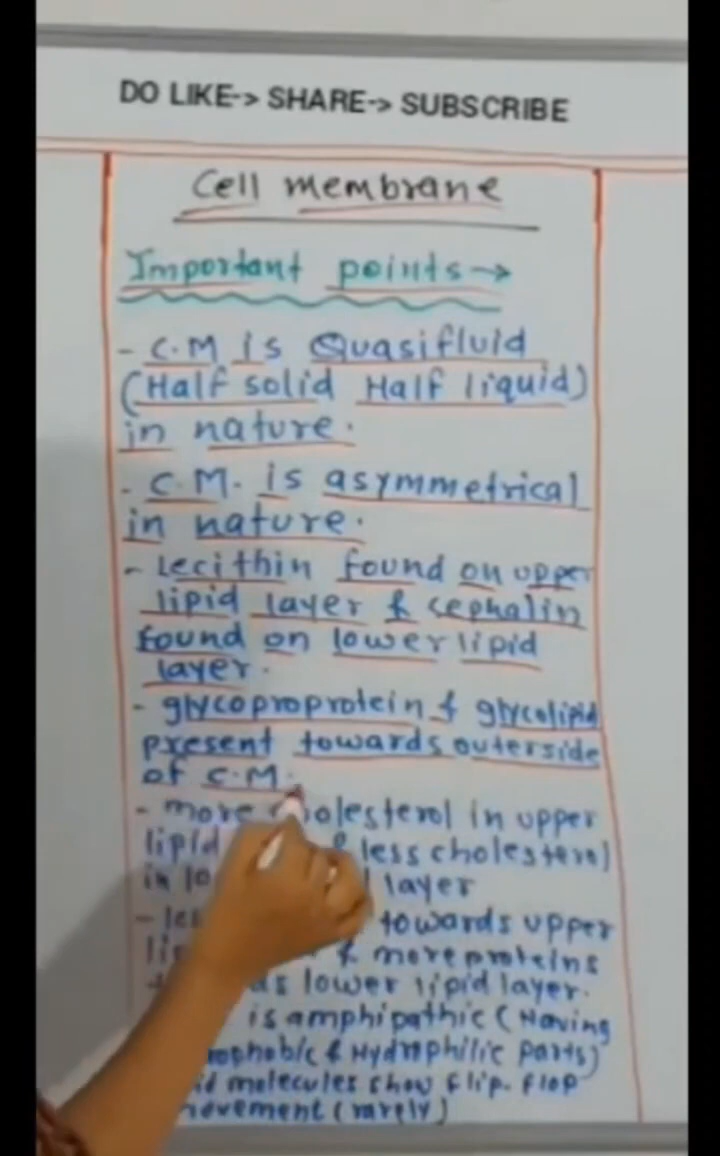 DO LIKE-> SHARE-> SUBSCRIBE
Cell membrane
Important points→
- C.M is Quasifluid
(Half solid Half liquid)
in nature.
- C.M. is asymmetrical
in nature.
- Lecithin found on upper
lipid layer & cephalin
found on lower lipid
layer.
- glycoproprotein & glycolipid
present towards outerside
of C.M.
- more cholesterol in upper
lipid & less cholesterol
in layer
- towards upper
& more proteins
lower lipid layer.
is amphipathic (Having
& Hydrophilic parts)
molecules show flip-flop
movement (rarely)